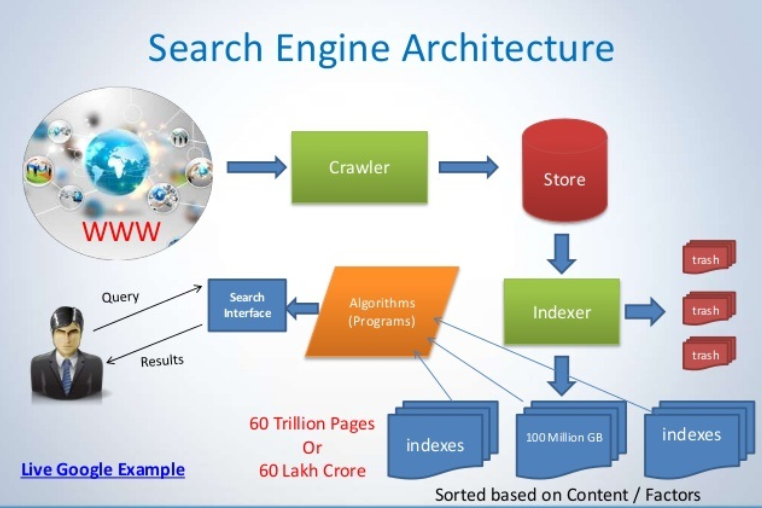 Search Engine Architecture
WWW
Crawler
Store
trash
trash
trash
Indexer
Algorithms
(Programs)
Search
Interface
Query
Results
60 Trillion Pages
Or
60 Lakh Crore
indexes
100 Million GB
indexes
Live Google Example
Sorted based on Content / Factors